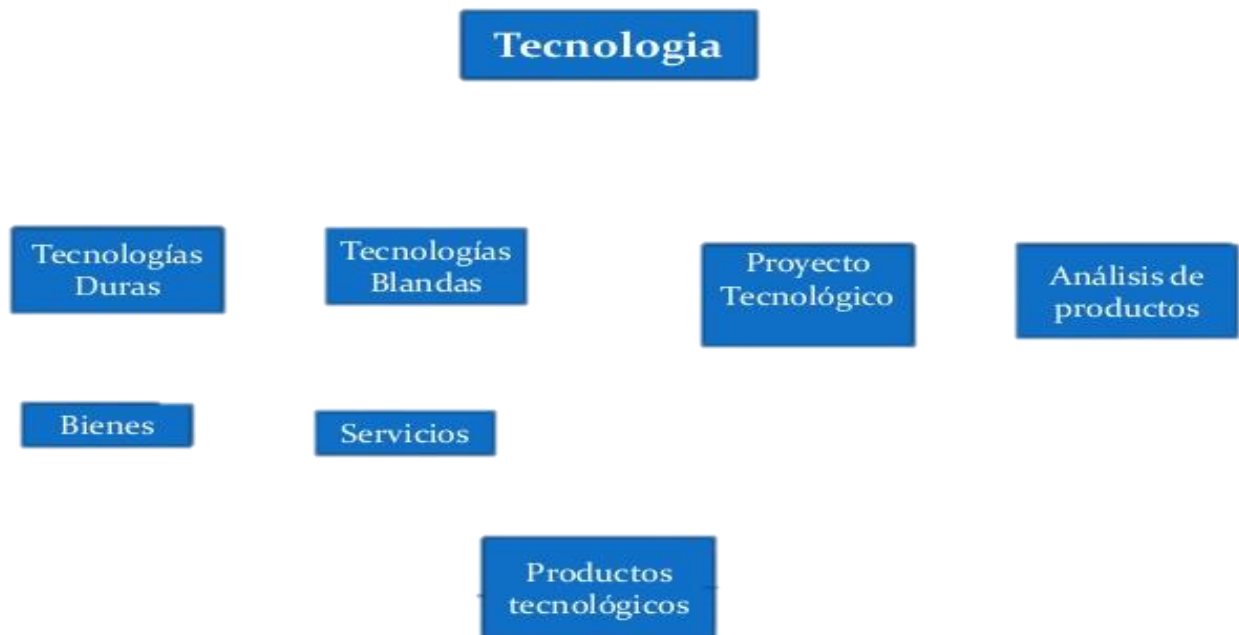 Tecnologia
Tecnologías
Duras
Tecnologías
Blandas
Proyecto
Tecnológico
Análisis de
productos
Bienes
Servicios
Productos
tecnológicos